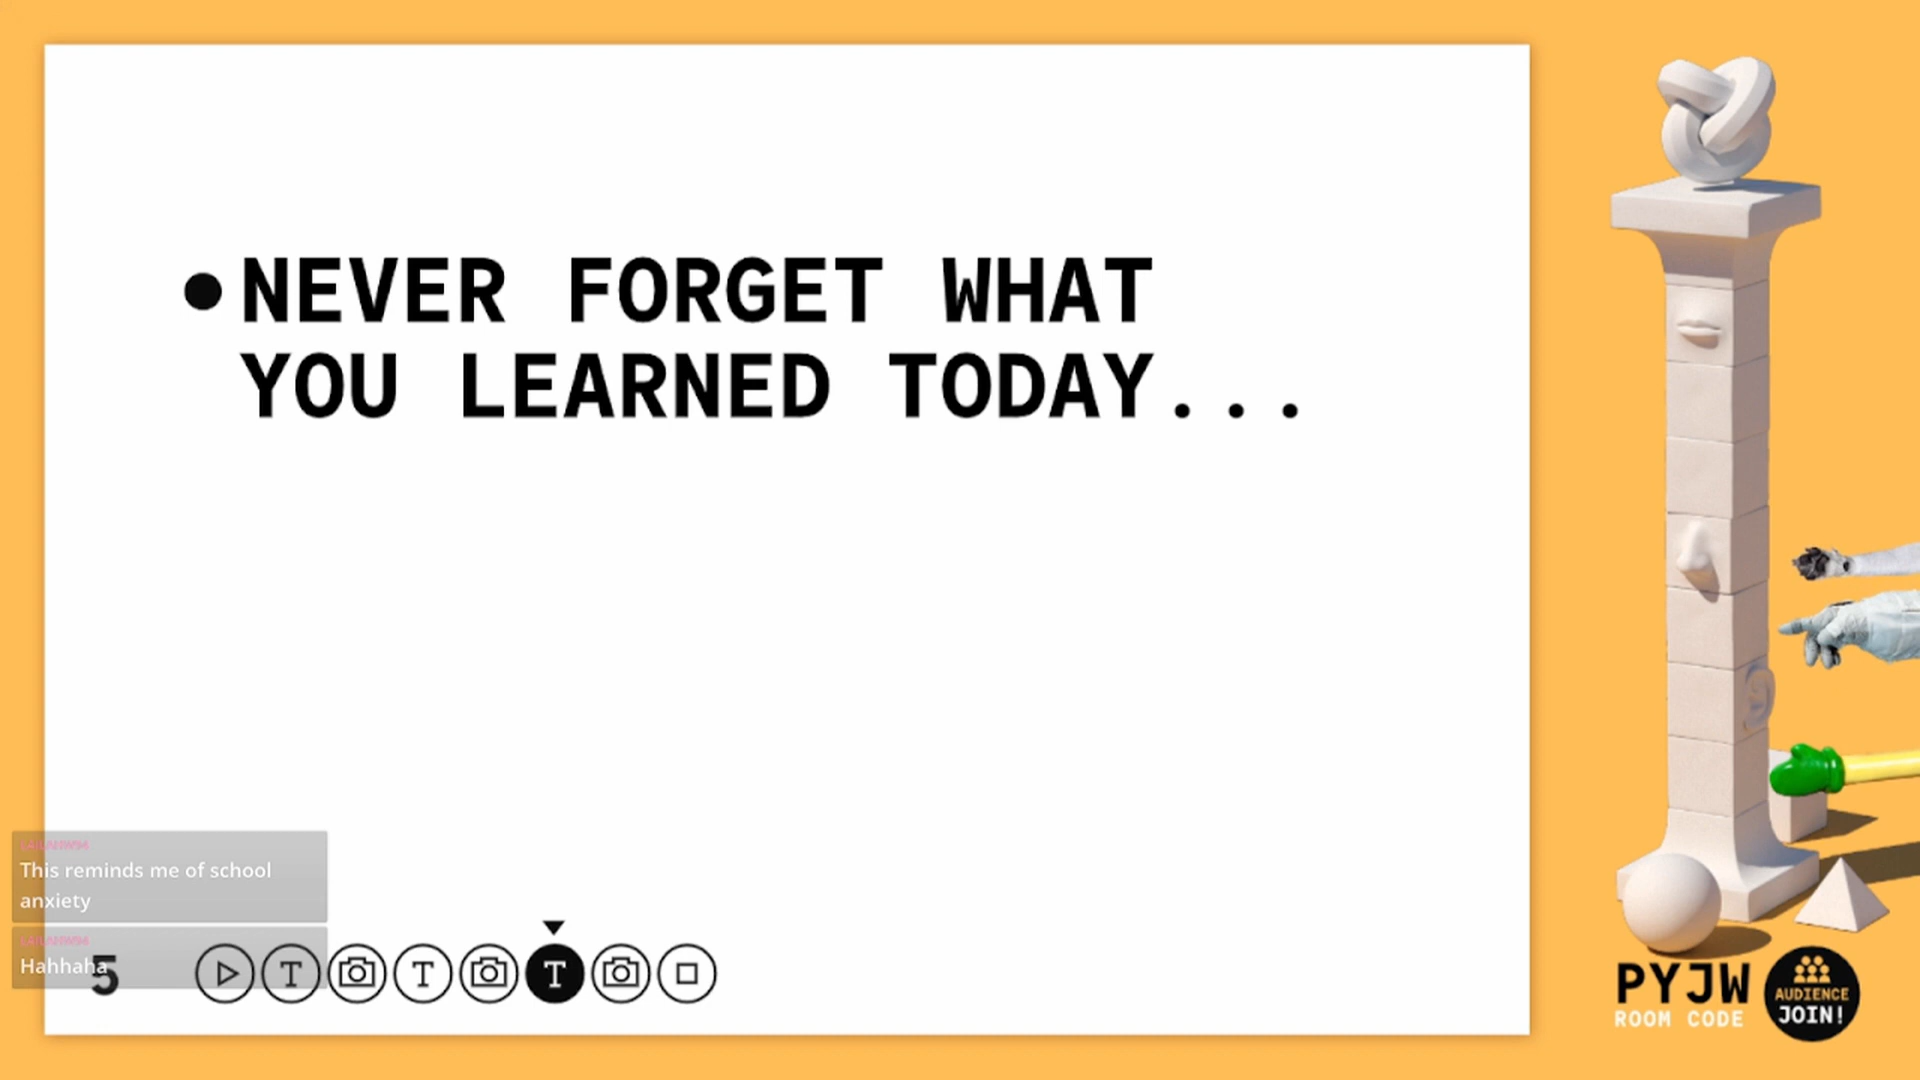 •NEVER FORGET WHAT
YOU LEARNED TODAY...
This reminds me of school
anxiety
Hahhaha
5
T
T
T
PYJW
ROOM CODE
AUDIENCE
JOIN!